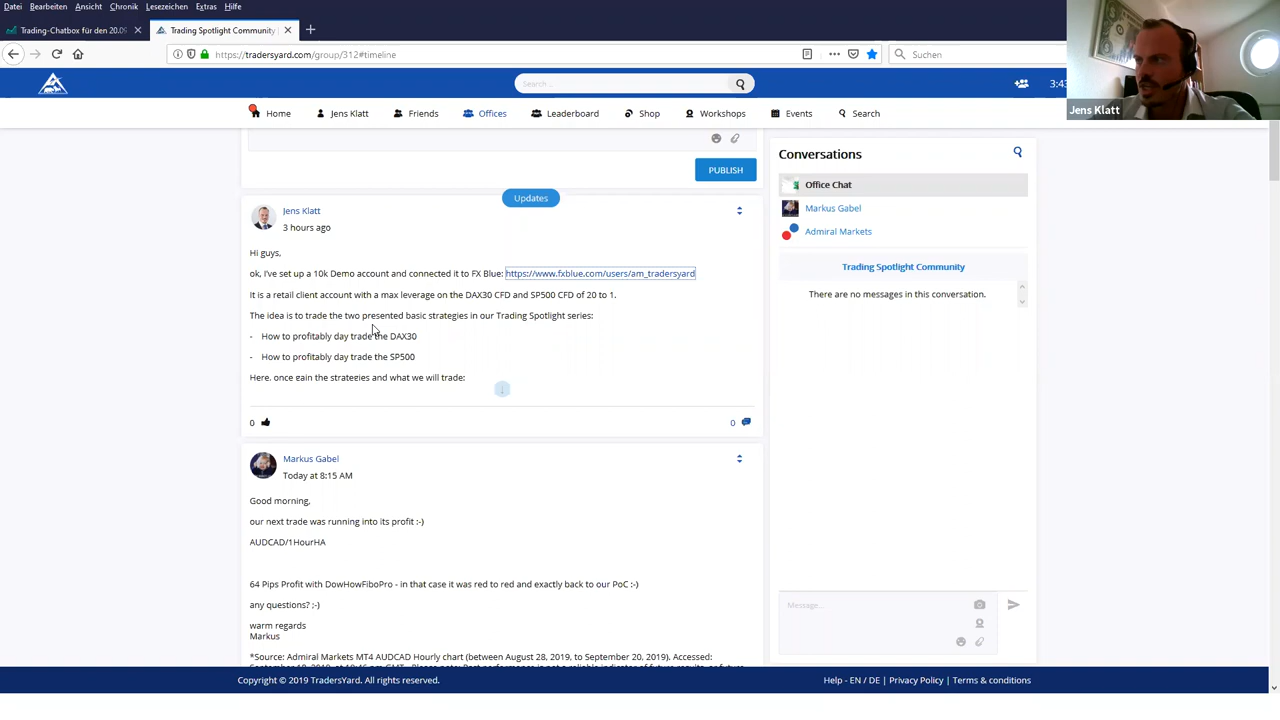 Datei Bearbeiten Ansicht Chronik Lesezeichen Extras Hilfe
Trading-Chatbox für den 20.09
Trading Spotlight Community
https://tradersyard.com/group/312#timeline
Suchen
Search ...
3:43
Jens Klatt
Home Jens Klatt Friends Offices Leaderboard Shop Workshops Events Search
PUBLISH
Updates
Jens Klatt
3 hours ago
Hi guys,
ok, I've set up a 10k Demo account and connected it to FX Blue: https://www.fxblue.com/users/am_tradersyard
It is a retail client account with a max leverage on the DAX30 CFD and SP500 CFD of 20 to 1.
The idea is to trade the two presented basic strategies in our Trading Spotlight series:
- How to profitably day trade the DAX30
- How to profitably day trade the SP500
Here, once gain the strategies and what we will trade:
0 0
Markus Gabel
Today at 8:15 AM
Good morning,
our next trade was running into its profit :-)
AUDCAD/1HourHA
64 Pips Profit with DowHowFiboPro - in that case it was red to red and exactly back to our PoC :-)
any questions? ;-)
warm regards
Markus
*Source: Admiral Markets MT4 AUDCAD Hourly chart (between August 28, 2019, to September 20, 2019). Accessed:
Conversations
Office Chat
Markus Gabel
Admiral Markets
Trading Spotlight Community
There are no messages in this conversation.
Message...
Copyright © 2019 TradersYard. All rights reserved.
Help - EN / DE | Privacy Policy | Terms & conditions